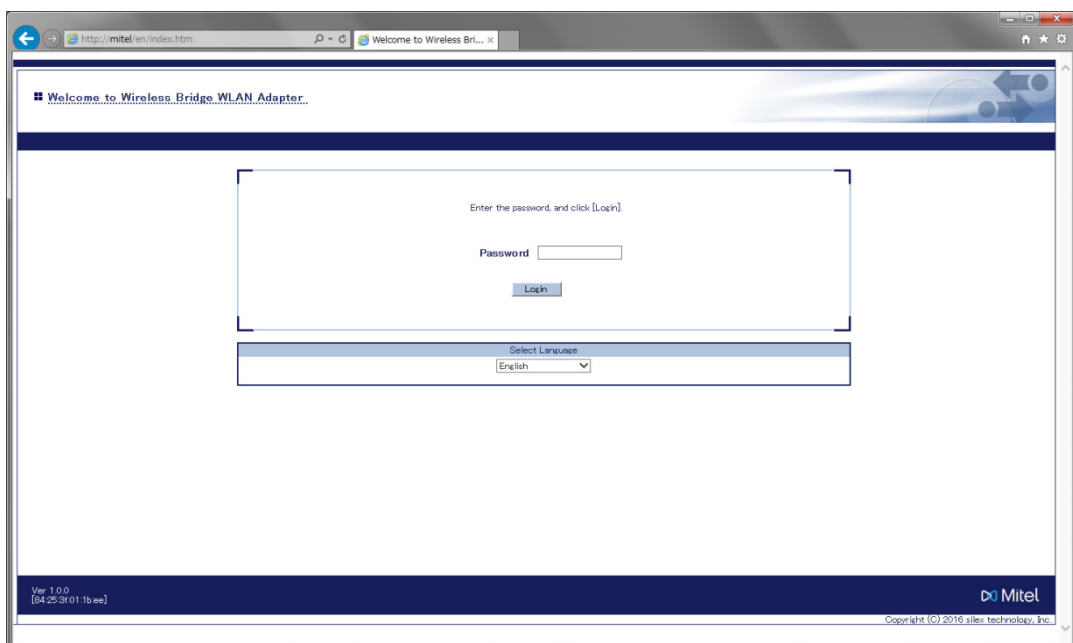 http://mitel/en/index.htm
Welcome to Wireless Bri...
Welcome to Wireless Bridge WLAN Adapter
Enter the password, and click [Login].
Password
Login
Select Language
English
Ver 1.0.0
[84:25:3f:01:1b:ee]
Mitel
Copyright (C) 2016 silex technology, Inc.